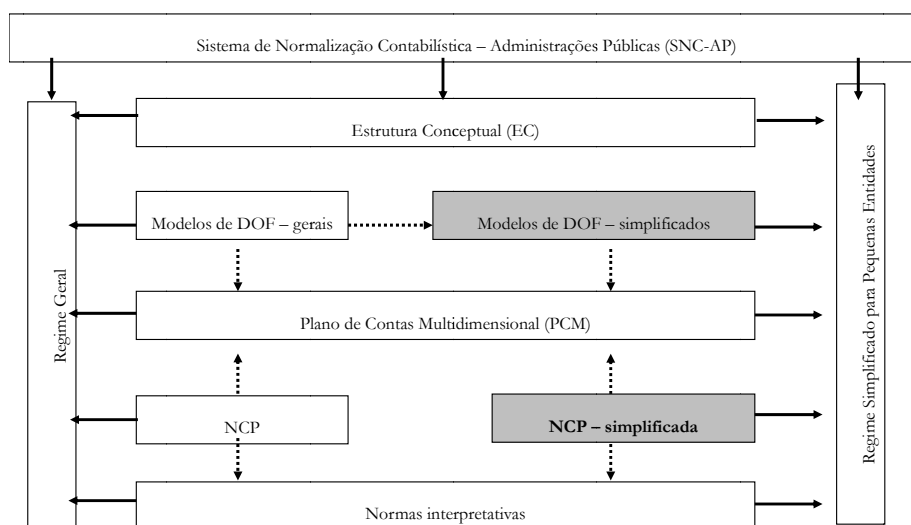 Sistema de Normalização Contabilística – Administrações Públicas (SNC-AP)
Estrutura Conceptual (EC)
Modelos de DOF – gerais
Modelos de DOF – simplificados
Plano de Contas Multidimensional (PCM)
NCP
NCP – simplificada
Normas interpretativas
Regime Geral
Regime Simplificado para Pequenas Entidades